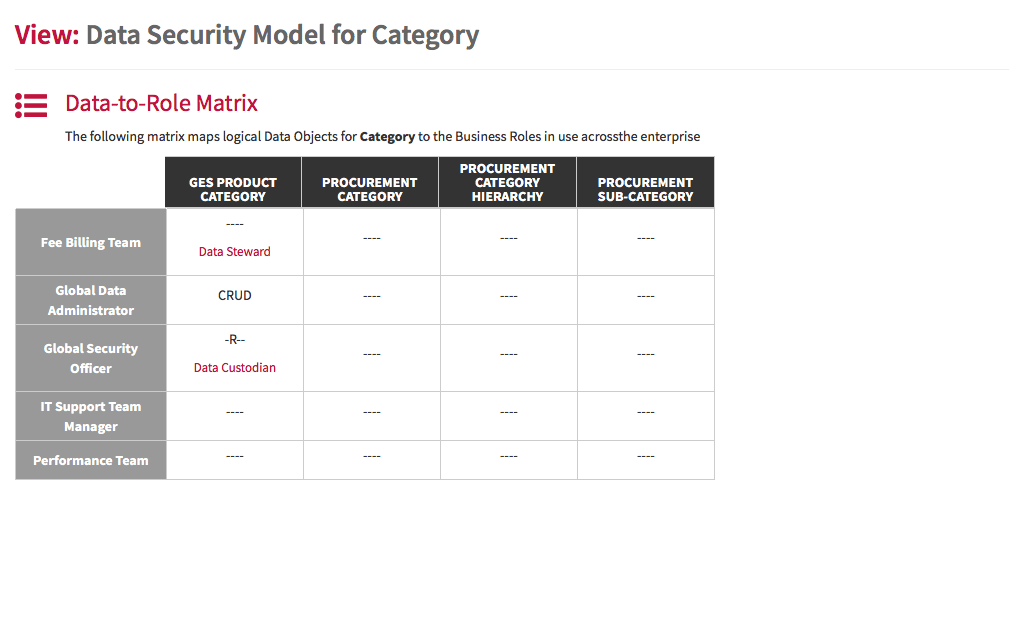 View: Data Security Model for Category
Data-to-Role Matrix
The following matrix maps logical Data Objects for Category to the Business Roles in use acrossthe enterprise
GES PRODUCT
CATEGORY
PROCUREMENT
CATEGORY
PROCUREMENT
CATEGORY
HIERARCHY
PROCUREMENT
SUB-CATEGORY
Fee Billing Team
----
Data Steward
----
----
----
Global Data
Administrator
CRUD
----
----
----
Global Security
Officer
-R--
Data Custodian
----
----
----
IT Support Team
Manager
----
----
----
----
Performance Team
----
----
----
----